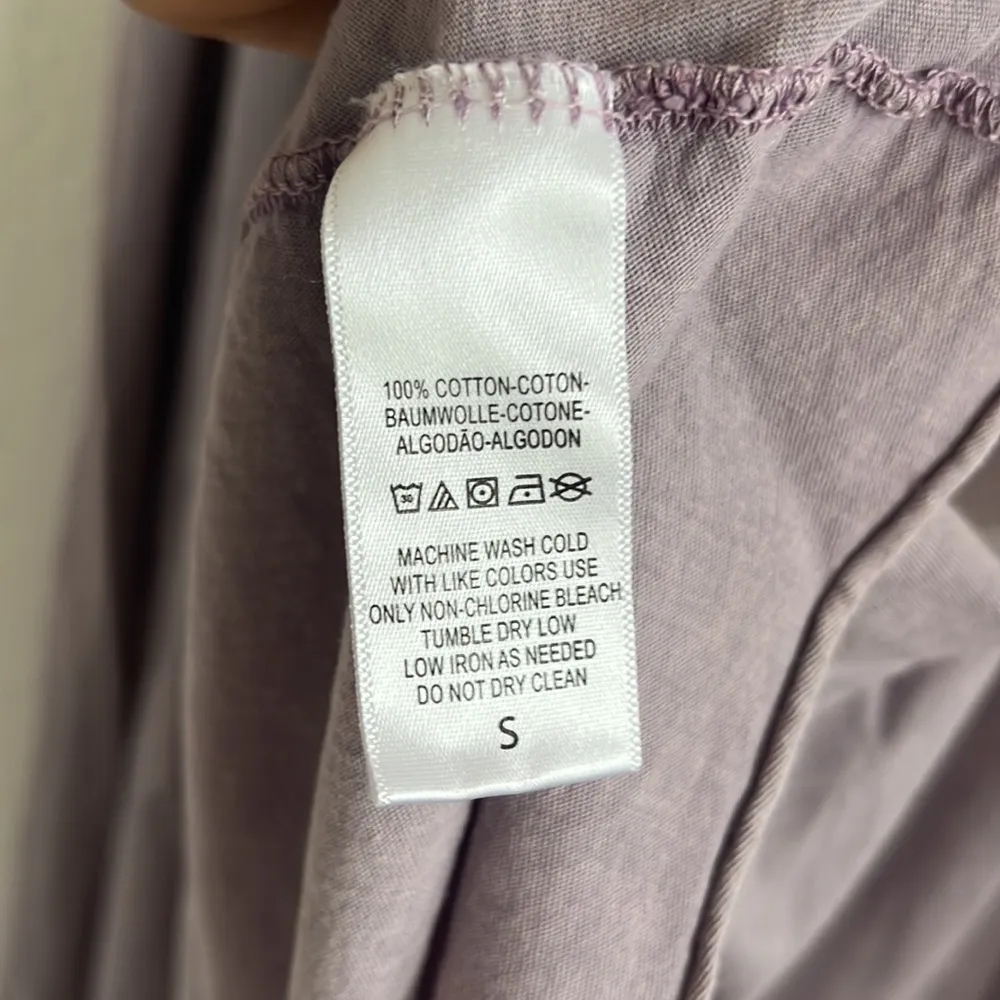 100% COTTON-COTON-
BAUMWOLLE-COTONE-
ALGODÃO-ALGODON
30
MACHINE WASH COLD
WITH LIKE COLORS USE
ONLY NON-CHLORINE BLEACH
TUMBLE DRY LOW
LOW IRON AS NEEDED
DO NOT DRY CLEAN
S